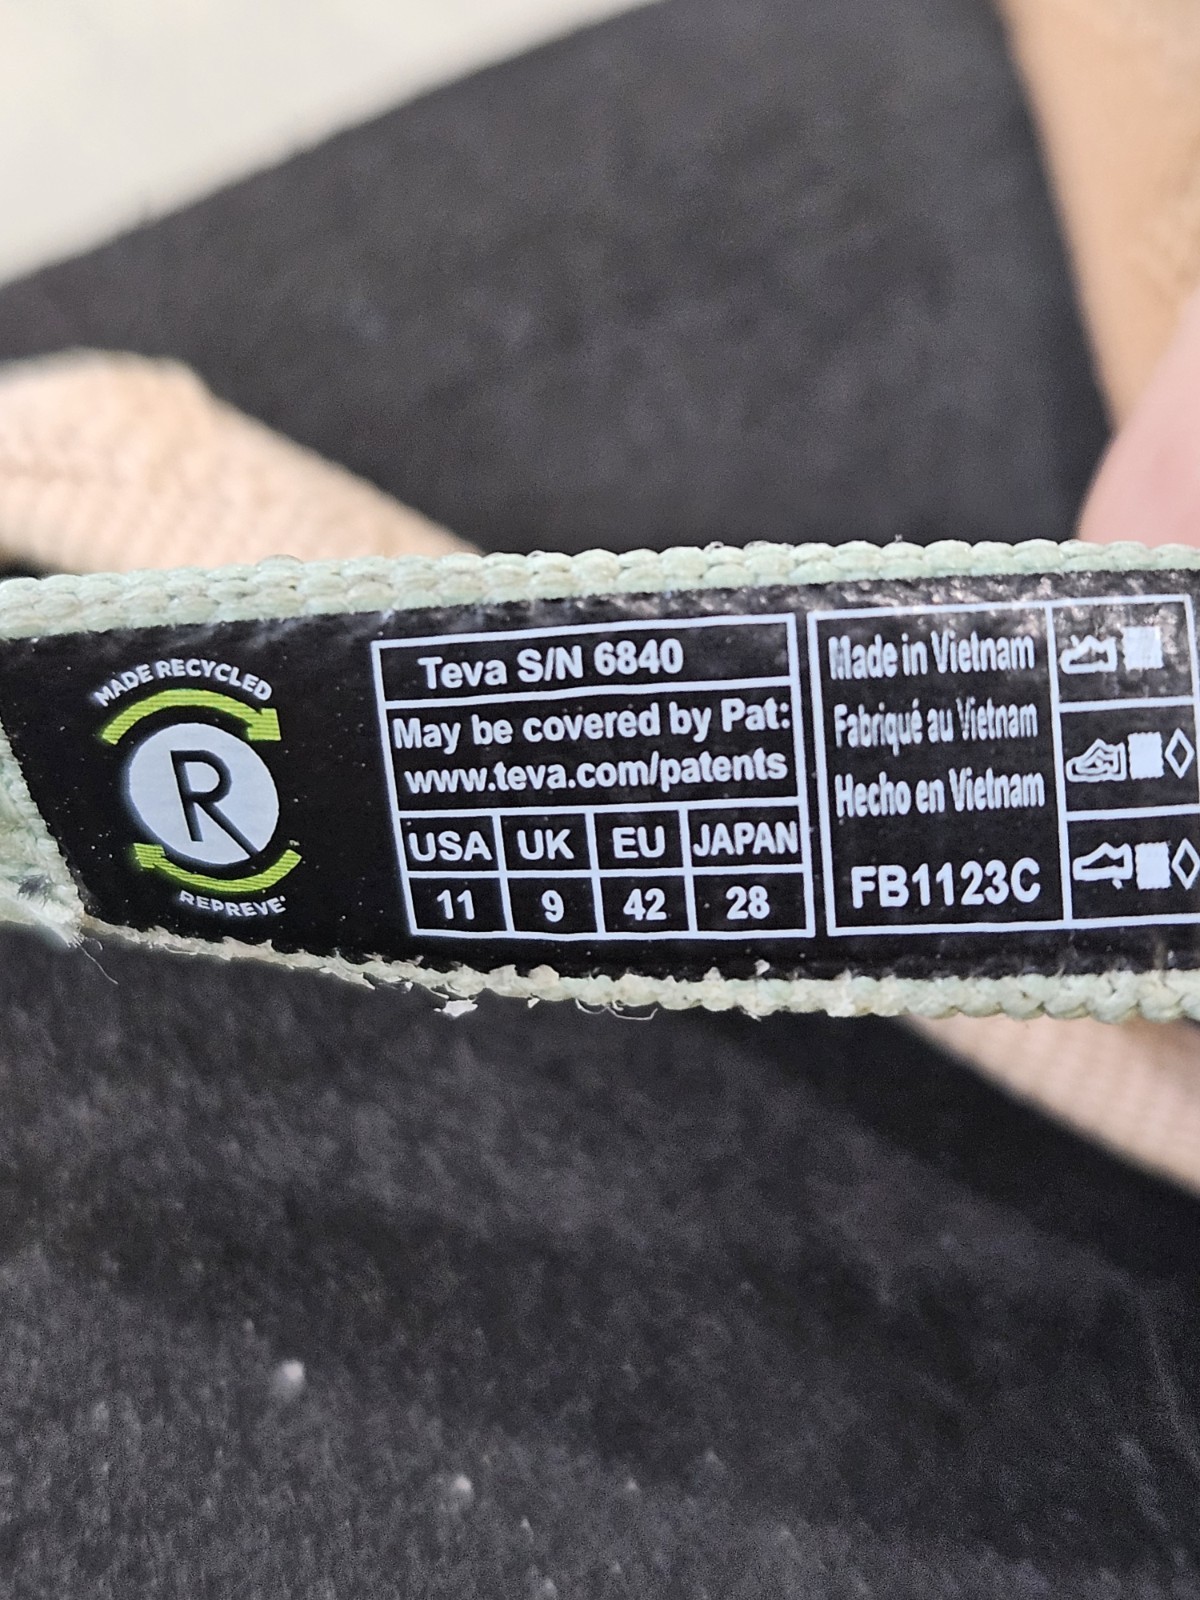 MADE RECYCLED
R
REPREVE
Teva S/N 6840
May be covered by Pat:
www.teva.com/patents
USA UK EU JAPAN
11 9 42 28
Made in Vietnam
Fabriqué au Vietnam
Hecho en Vietnam
FB1123C